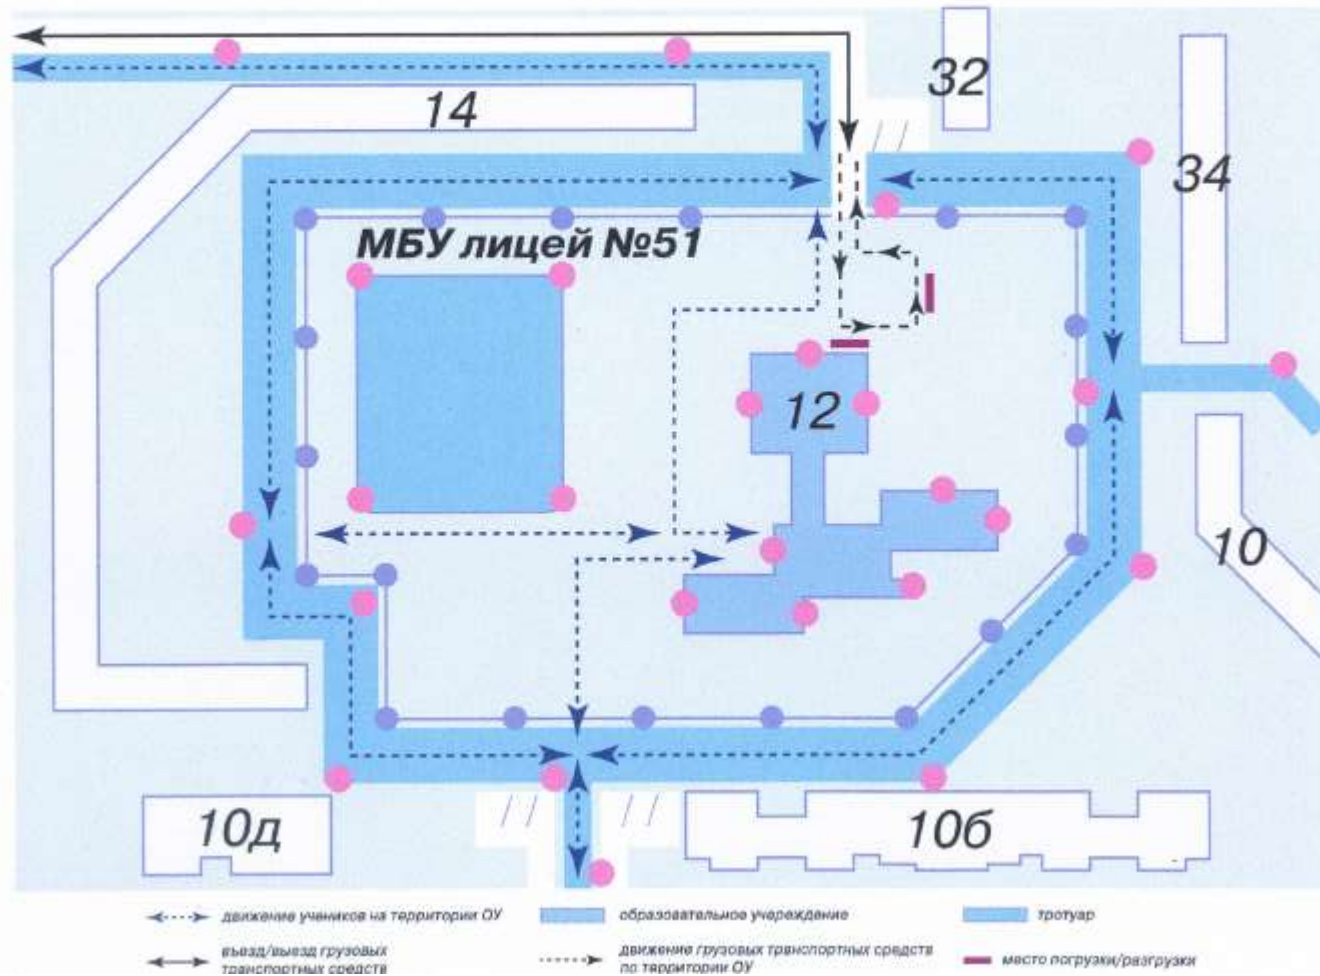 32
14
34
МБУ лицей №51
12
10
10д
10б
движение учеников на территории ОУ
образовательное учереждение
тротуар
въезд/выезд грузовых
транспортных средств
движение грузовых транспортных средств
по территории ОУ
место погрузки/разгрузки